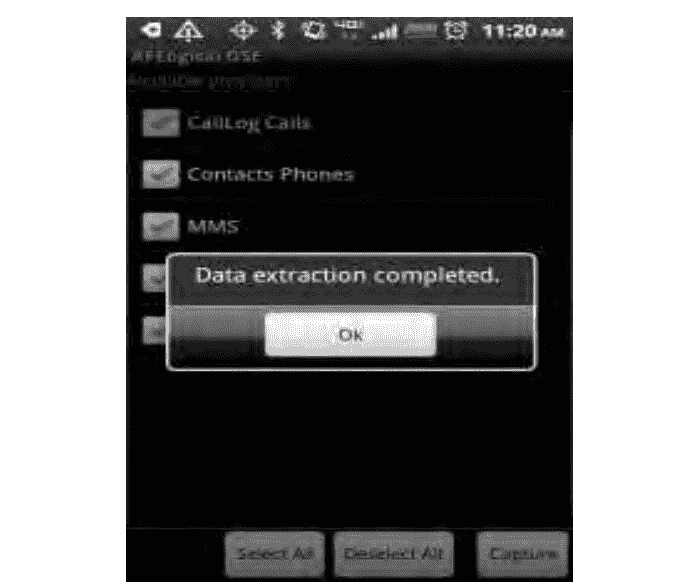 11:20 AM
AFLogical OSE
CallLog Calls
Contacts Phones
MMS
Data extraction completed.
Ok
Select All
Deselect All
Capture